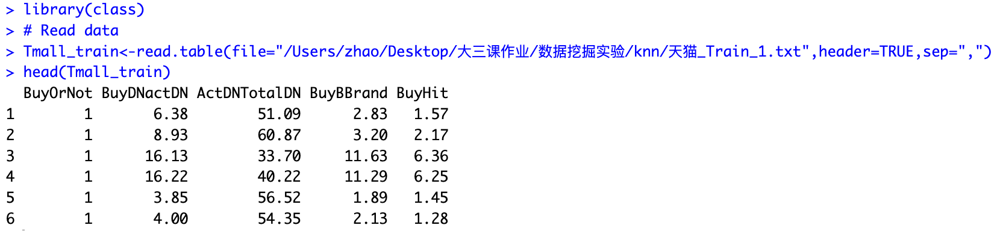 > library(class)
> # Read data
> Tmall_train<-read.table(file="/Users/zhao/Desktop/大三课作业/数据挖掘实验/knn/天猫_Train_1.txt",header=TRUE,sep=",")
> head(Tmall_train)
  BuyOrNot BuyDNactDN ActDNTotalDN BuyBBrand BuyHit
1        1       6.38        51.09      2.83   1.57
2        1       8.93        60.87      3.20   2.17
3        1      16.13        33.70     11.63   6.36
4        1      16.22        40.22     11.29   6.25
5        1       3.85        56.52      1.89   1.45
6        1       4.00        54.35      2.13   1.28